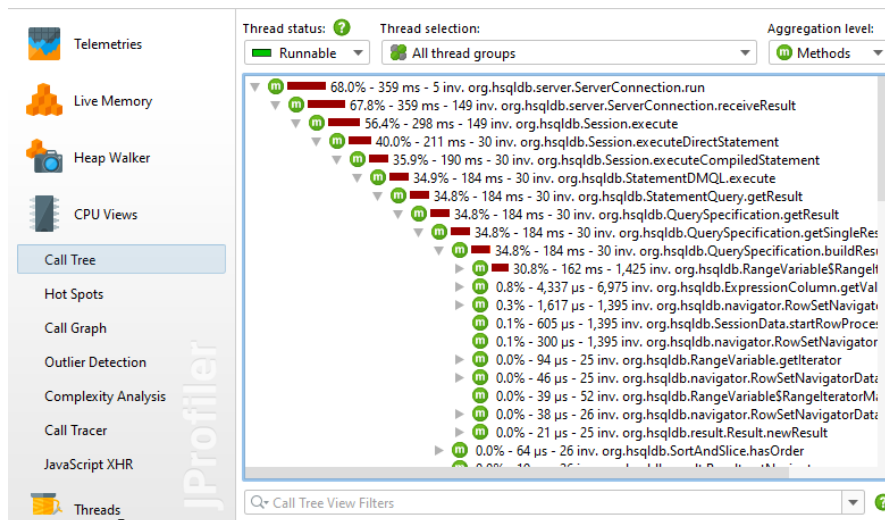 Telemetries
Live Memory
Heap Walker
CPU Views
Call Tree
Hot Spots
Call Graph
Outlier Detection
Complexity Analysis
Call Tracer
JavaScript XHR
Threads
JProfiler
Thread status:
Thread selection:
Aggregation level:
Runnable
All thread groups
Methods
68.0% - 359 ms - 5 inv. org.hsqldb.server.ServerConnection.run
67.8% - 359 ms - 149 inv. org.hsqldb.server.ServerConnection.receiveResult
56.4% - 298 ms - 149 inv. org.hsqldb.Session.execute
40.0% - 211 ms - 30 inv. org.hsqldb.Session.executeDirectStatement
35.9% - 190 ms - 30 inv. org.hsqldb.Session.executeCompiledStatement
34.9% - 184 ms - 30 inv. org.hsqldb.StatementDMQL.execute
34.8% - 184 ms - 30 inv. org.hsqldb.StatementQuery.getResult
34.8% - 184 ms - 30 inv. org.hsqldb.QuerySpecification.getResult
34.8% - 184 ms - 30 inv. org.hsqldb.QuerySpecification.getSingleRes
34.8% - 184 ms - 30 inv. org.hsqldb.QuerySpecification.buildResu
30.8% - 162 ms - 1,425 inv. org.hsqldb.RangeVariable$RangeIt
0.8% - 4,337 µs - 6,975 inv. org.hsqldb.ExpressionColumn.getVal
0.3% - 1,617 µs - 1,395 inv. org.hsqldb.navigator.RowSetNavigato
0.1% - 605 µs - 1,395 inv. org.hsqldb.SessionData.startRowProce
0.1% - 300 µs - 1,395 inv. org.hsqldb.navigator.RowSetNavigator
0.0% - 94 µs - 25 inv. org.hsqldb.RangeVariable.getIterator
0.0% - 46 µs - 25 inv. org.hsqldb.navigator.RowSetNavigatorData
0.0% - 39 µs - 52 inv. org.hsqldb.RangeVariable$RangeIteratorMa
0.0% - 38 µs - 26 inv. org.hsqldb.navigator.RowSetNavigatorData
0.0% - 21 µs - 25 inv. org.hsqldb.result.Result.newResult
0.0% - 64 µs - 26 inv. org.hsqldb.SortAndSlice.hasOrder
Call Tree View Filters